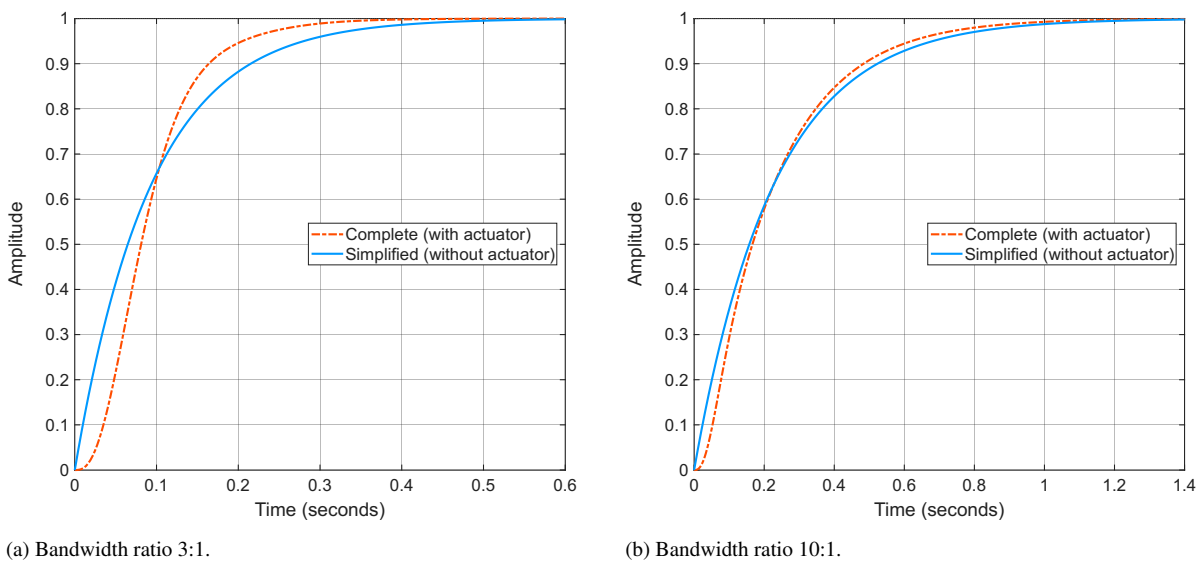 1
0.9
0.8
0.7
0.6
0.5
0.4
0.3
0.2
0.1
0
Amplitude
Complete (with actuator)
Simplified (without actuator)
0 0.1 0.2 0.3 0.4 0.5 0.6
Time (seconds)
(a) Bandwidth ratio 3:1.
1
0.9
0.8
0.7
0.6
0.5
0.4
0.3
0.2
0.1
0
Amplitude
Complete (with actuator)
Simplified (without actuator)
0 0.2 0.4 0.6 0.8 1 1.2 1.4
Time (seconds)
(b) Bandwidth ratio 10:1.